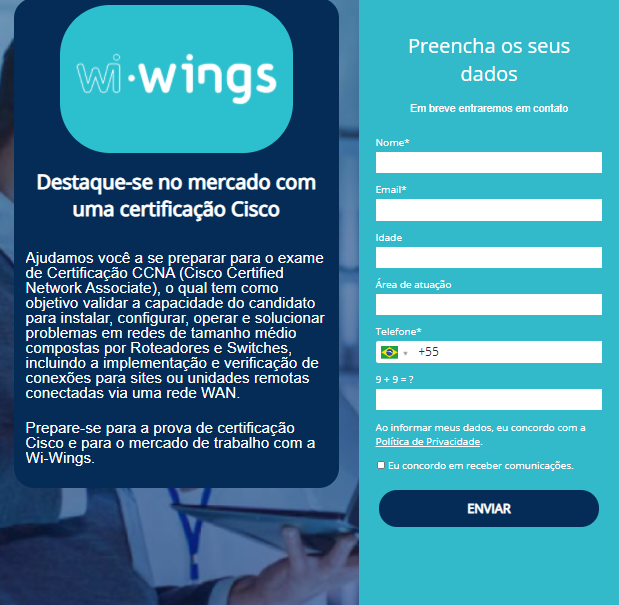 wi·wings
Destaque-se no mercado com
uma certificação Cisco
Ajudamos você a se preparar para o exame
de Certificação CCNA (Cisco Certified
Network Associate), o qual tem como
objetivo validar a capacidade do candidato
para instalar, configurar, operar e solucionar
problemas em redes de tamanho médio
compostas por Roteadores e Switches,
incluindo a implementação e verificação de
conexões para sites ou unidades remotas
conectadas via uma rede WAN.
Prepare-se para a prova de certificação
Cisco e para o mercado de trabalho com a
Wi-Wings.
Preencha os seus
dados
Em breve entraremos em contato
Nome*
Email*
Idade
Área de atuação
Telefone*
+55
9 + 9 = ?
Ao informar meus dados, eu concordo com a
Política de Privacidade.
Eu concordo em receber comunicações.
ENVIAR